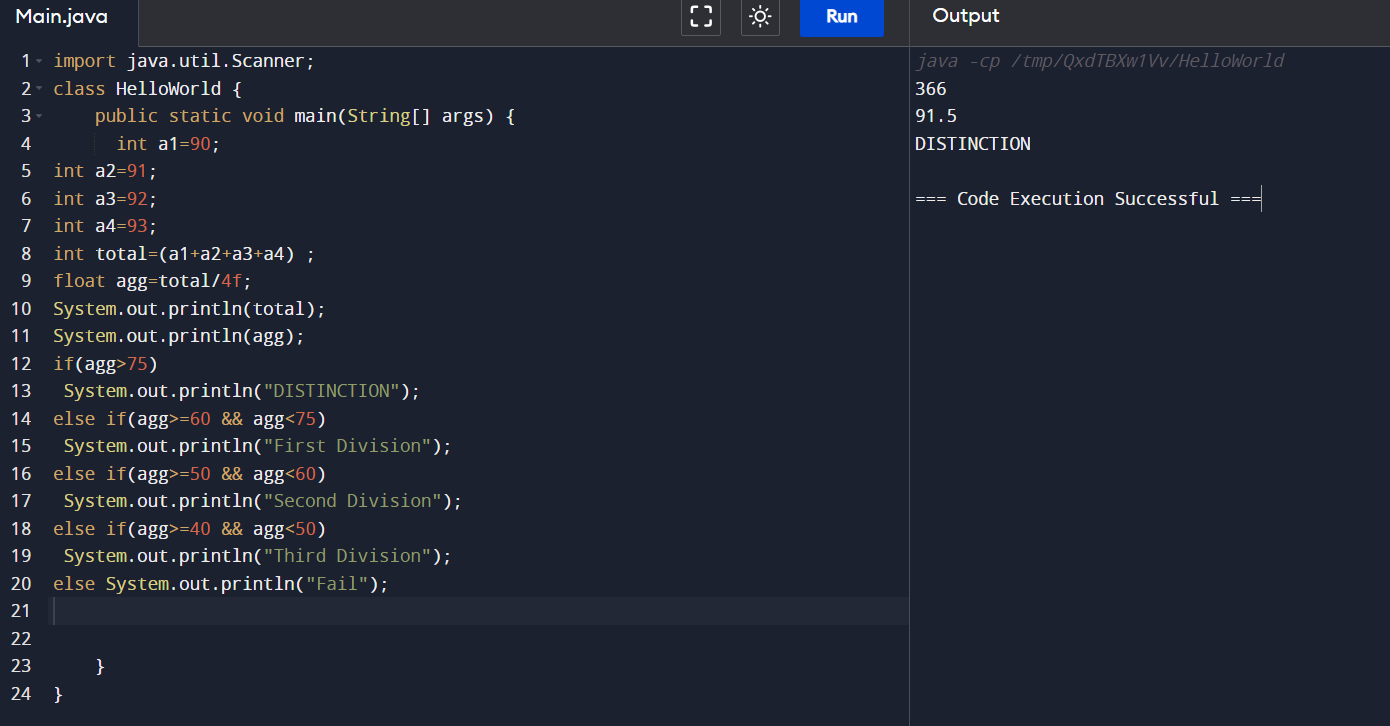 Main.java
Run
Output
1 import java.util.Scanner;
2 class HelloWorld {
3     public static void main(String[] args) {
4       int a1=90;
5 int a2=91;
6 int a3=92;
7 int a4=93;
8 int total=(a1+a2+a3+a4) ;
9 float agg=total/4f;
10 System.out.println(total);
11 System.out.println(agg);
12 if(agg>75)
13  System.out.println("DISTINCTION");
14 else if(agg>=60 && agg<75)
15  System.out.println("First Division");
16 else if(agg>=50 && agg<60)
17  System.out.println("Second Division");
18 else if(agg>=40 && agg<50)
19  System.out.println("Third Division");
20 else System.out.println("Fail");
21
22
23     }
24 }
java -cp /tmp/QxdTBXw1Vv/HelloWorld
366
91.5
DISTINCTION
=== Code Execution Successful ===